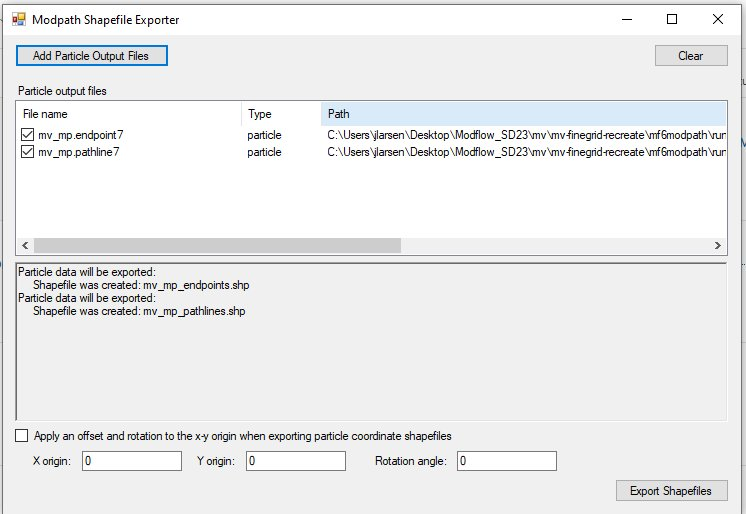 Modpath Shapefile Exporter
Add Particle Output Files
Clear
Particle output files
File name Type Path
mv_mp.endpoint7 particle C:\Users\jlarsen\Desktop\Modflow_SD23\mv\mv-finegrid-recreate\mf6modpath\run
mv_mp.pathline7 particle C:\Users\jlarsen\Desktop\Modflow_SD23\mv\mv-finegrid-recreate\mf6modpath\run
Particle data will be exported:
Shapefile was created: mv_mp_endpoints.shp
Particle data will be exported:
Shapefile was created: mv_mp_pathlines.shp
Apply an offset and rotation to the x-y origin when exporting particle coordinate shapefiles
X origin: 0 Y origin: 0 Rotation angle: 0
Export Shapefiles